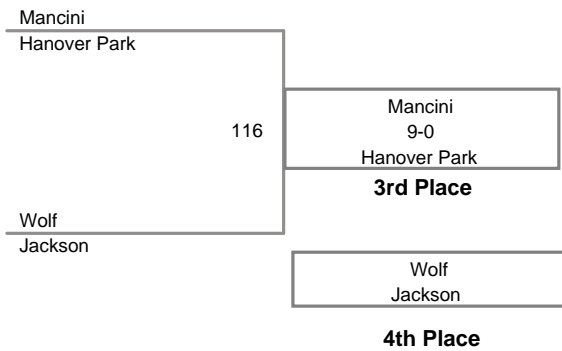 Mancini
Hanover Park
116
Mancini
9-0
Hanover Park
3rd Place
Wolf
Jackson
Wolf
Jackson
4th Place